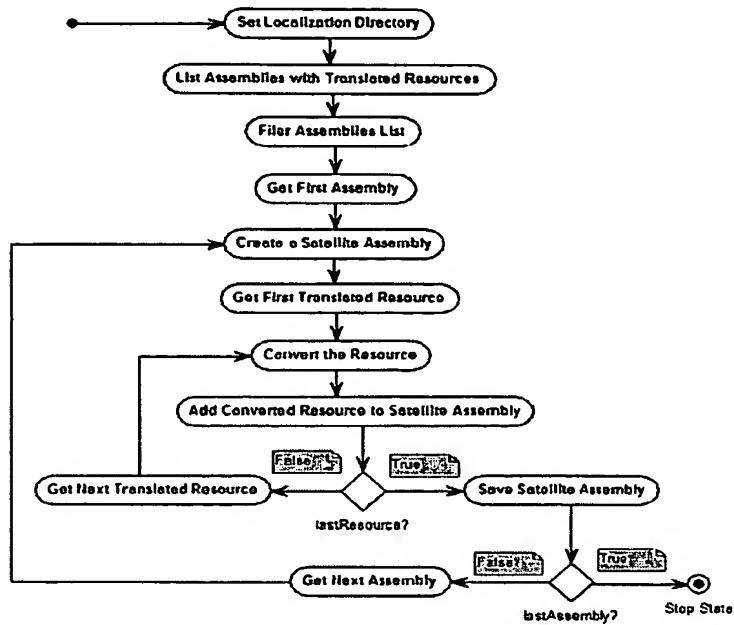 Set Localization Directory
List Assemblies with Translated Resources
Filer Assemblies List
Get First Assembly
Create a Satellite Assembly
Get First Translated Resource
Convert the Resource
Add Converted Resource to Satellite Assembly
False
True
Get Next Translated Resource
Save Satellite Assembly
lastResource?
False
True
Get Next Assembly
lastAssembly?
Stop State